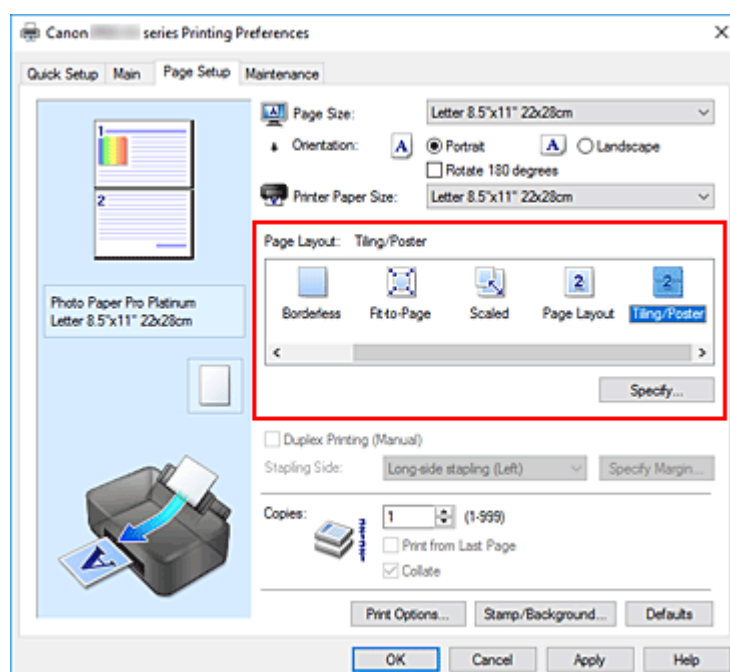 Canon series Printing Preferences
Quick Setup Main Page Setup Maintenance
1
2
Photo Paper Pro Platinum
Letter 8.5"x11" 22x28cm
Page Size: Letter 8.5"x11" 22x28cm
Orientation: A Portrait A Landscape
Rotate 180 degrees
Printer Paper Size: Letter 8.5"x11" 22x28cm
Page Layout: Tiling/Poster
2 2
Borderless Fit-to-Page Scaled Page Layout Tiling/Poster
Specify...
Duplex Printing (Manual)
Stapling Side: Long-side stapling (Left) Specify Margin...
Copies: 1 (1-999)
Print from Last Page
Collate
A
Print Options... Stamp/Background... Defaults
OK Cancel Apply Help